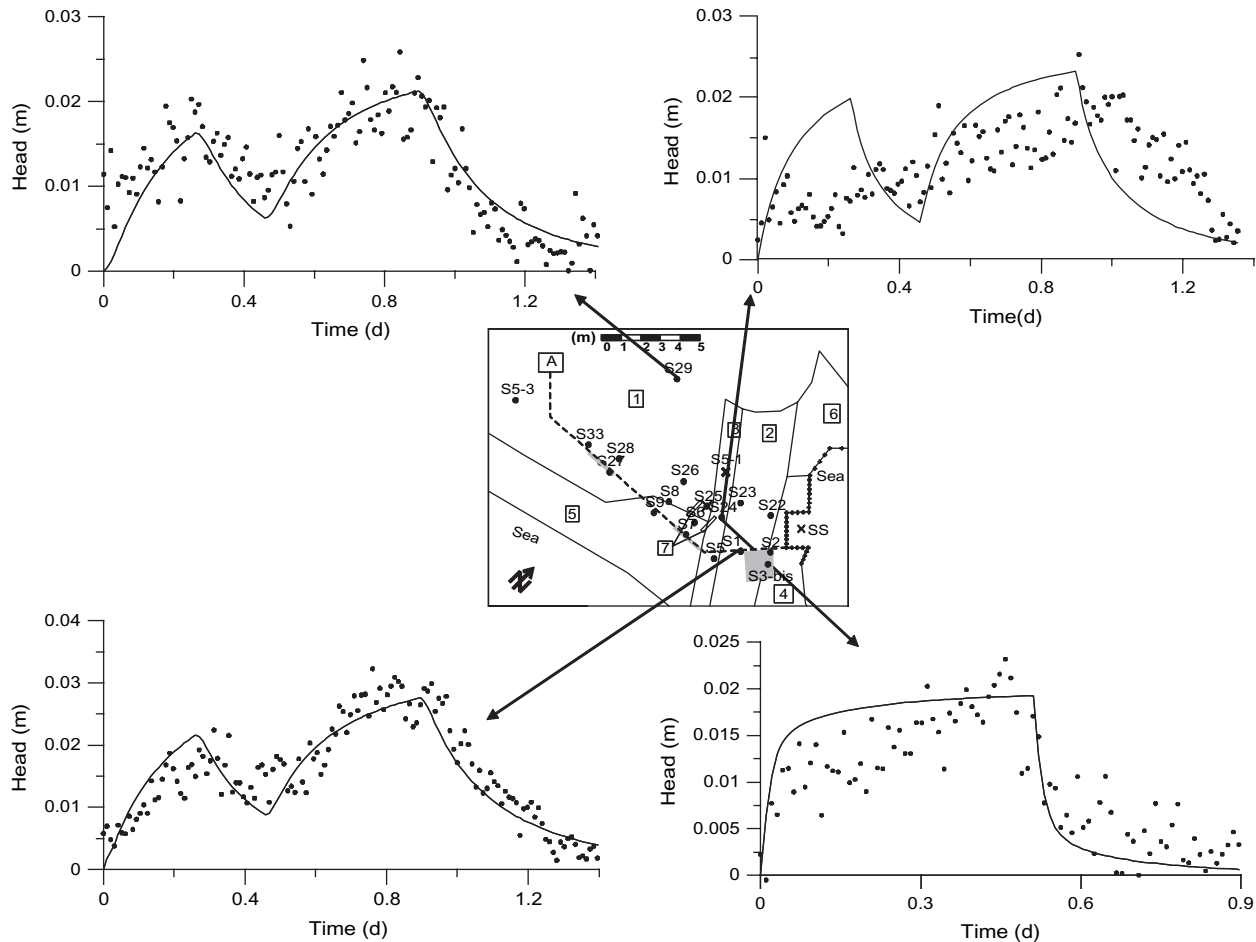 0.03
0.02
0.01
0
Head (m)
0
0.4
0.8
1.2
Time (d)
0.03
0.02
0.01
0
Head (m)
0
0.4
0.8
1.2
Time(d)
(m)
0 1 2 3 4 5
A
S29
S5-3
1
6
3
2
S33
S28
S27
S26
S5-1
Sea
S8
S25
S23
S9
S6
S24
S22
5
S7
SS
Sea
7
S5
S1
S2
N
S3-bis
4
0.04
0.03
0.02
0.01
0
Head (m)
0
0.4
0.8
1.2
Time (d)
0.025
0.02
0.015
0.01
0.005
0
Head (m)
0
0.3
0.6
0.9
Time (d)